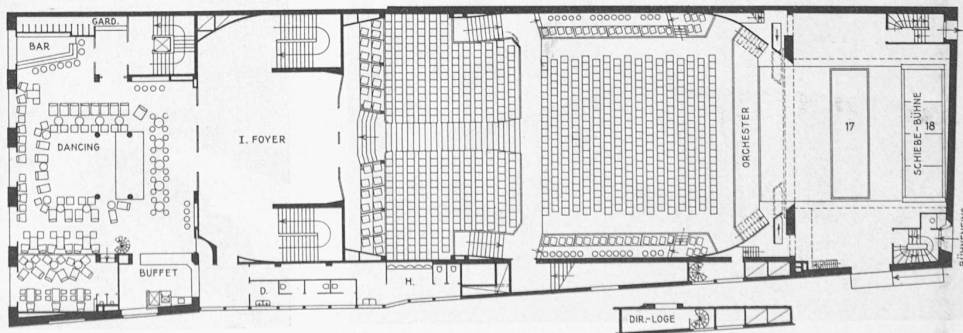 GARD.
BAR
DANCING
BUFFET
I. FOYER
D.
H.
ORCHESTER
17
SCHIEBE-BÜHNE
18
DIR.-LOGE